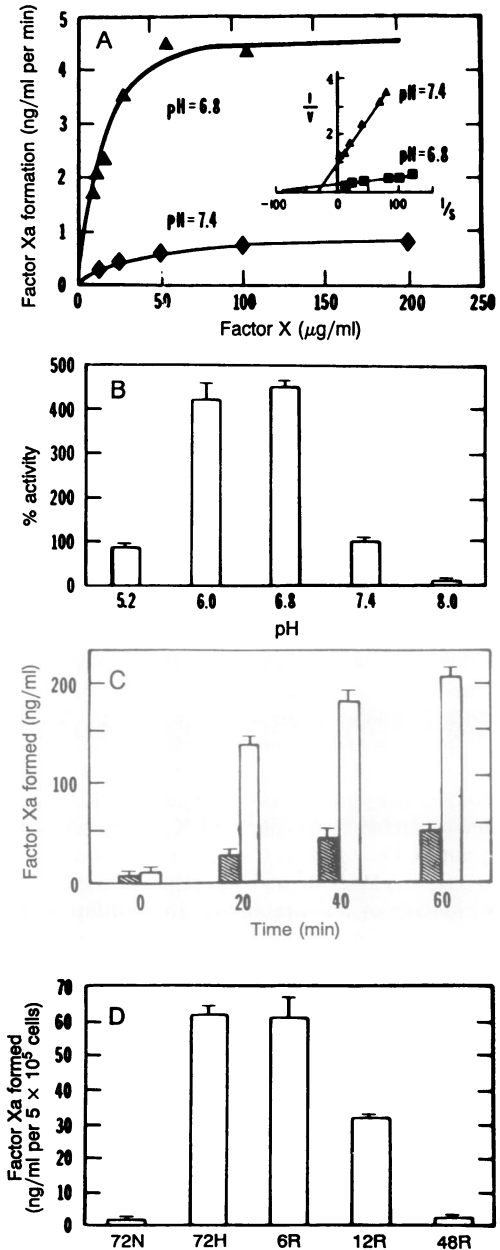 A
Factor Xa formation (ng/ml per min)
5
4
3
2
1
0
pH=6.8
pH=7.4
1/v
4
2
pH=7.4
pH=6.8
-100
0
100
1/s
0
50
100
150
200
250
Factor X (μg/ml)
B
% activity
500
400
300
200
100
0
5.2
6.0
6.8
7.4
8.0
pH
C
Factor Xa formed (ng/ml)
200
100
0
0
20
40
60
Time (min)
D
Factor Xa formed
(ng/ml per 5 × 10⁵ cells)
70
60
50
40
30
20
10
0
72N
72H
6R
12R
48R